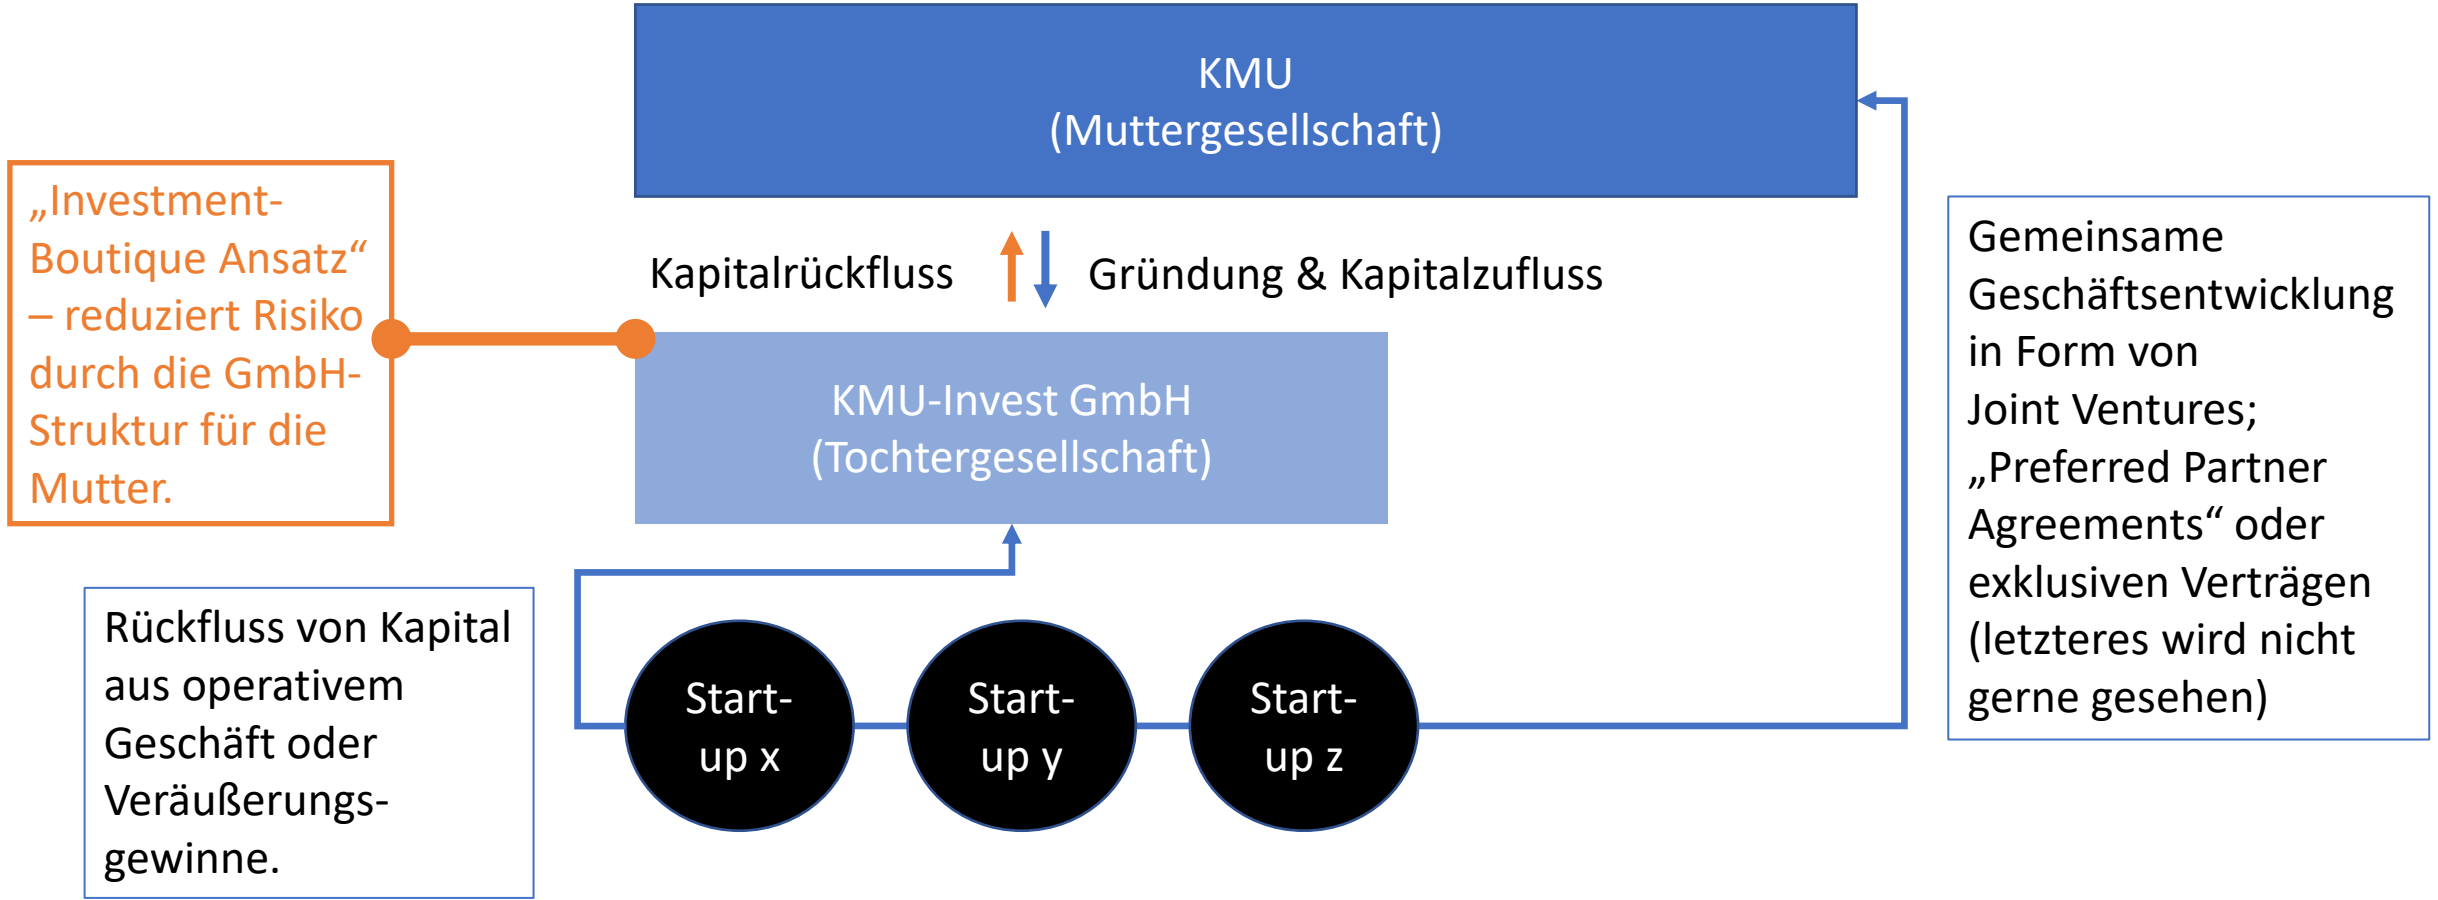 KMU
(Muttergesellschaft)
„Investment-
Boutique Ansatz“
– reduziert Risiko
durch die GmbH-
Struktur für die
Mutter.
Kapitalrückfluss
Gründung & Kapitalzufluss
KMU-Invest GmbH
(Tochtergesellschaft)
Gemeinsame
Geschäftsentwicklung
in Form von
Joint Ventures;
„Preferred Partner
Agreements“ oder
exklusiven Verträgen
(letzteres wird nicht
gerne gesehen)
Rückfluss von Kapital
aus operativem
Geschäft oder
Veräußerungs-
gewinne.
Start-
up x
Start-
up y
Start-
up z